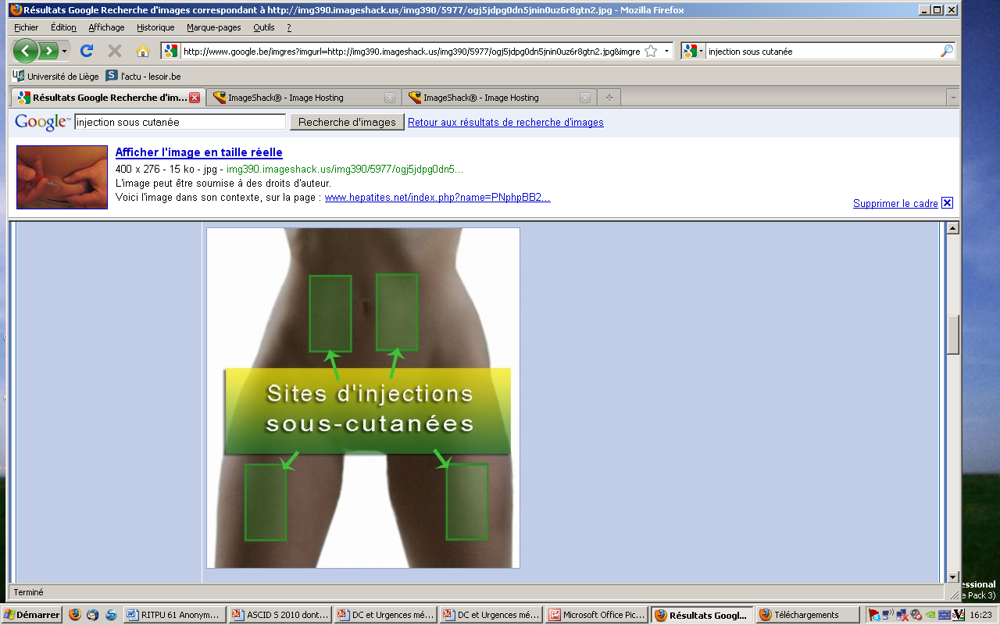 Résultats Google Recherche d'images correspondant à http://img390.imageshack.us/img390/5977/ogj5jdpg0dn5jnin0uz6r8gtn2.jpg - Mozilla Firefox
Fichier Édition Affichage Historique Marque-pages Outils ?
http://www.google.be/imgres?imgurl=http://img390.imageshack.us/img390/5977/ogj5jdpg0dn5jnin0uz6r8gtn2.jpg&imgre injection sous cutanée
Université de Liège S l'actu - lesoir.be
Résultats Google Recherche d'im... ImageShack® - Image Hosting ImageShack® - Image Hosting
Google™ injection sous cutanée Recherche d'images Retour aux résultats de recherche d'images
Afficher l'image en taille réelle
400 x 276 - 15 ko - jpg - img390.imageshack.us/img390/5977/ogj5jdpg0dn5...
L'image peut être soumise à des droits d'auteur.
Voici l'image dans son contexte, sur la page : www.hepatites.net/index.php?name=PNphpBB2...
Supprimer le cadre
Sites d'injections
sous-cutanées
Terminé
essional
e Pack 3)
Démarrer RITPU 61 Anonym... ASCID S 2010 dont... DC et Urgences mé... DC et Urgences mé... Microsoft Office Pic... Résultats Googl... Téléchargements 16:23